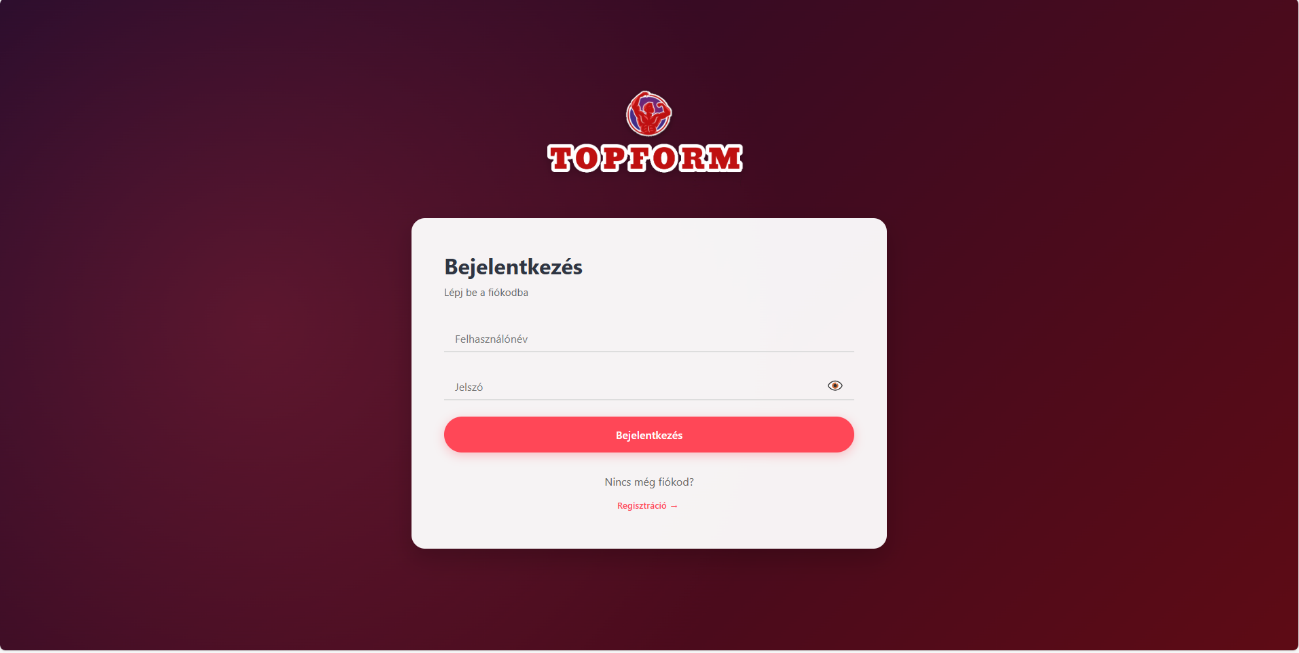 TOPFORM
Bejelentkezés
Lépj be a fiókodba
Felhasználónév
Jelszó
Bejelentkezés
Nincs még fiókod?
Regisztráció →